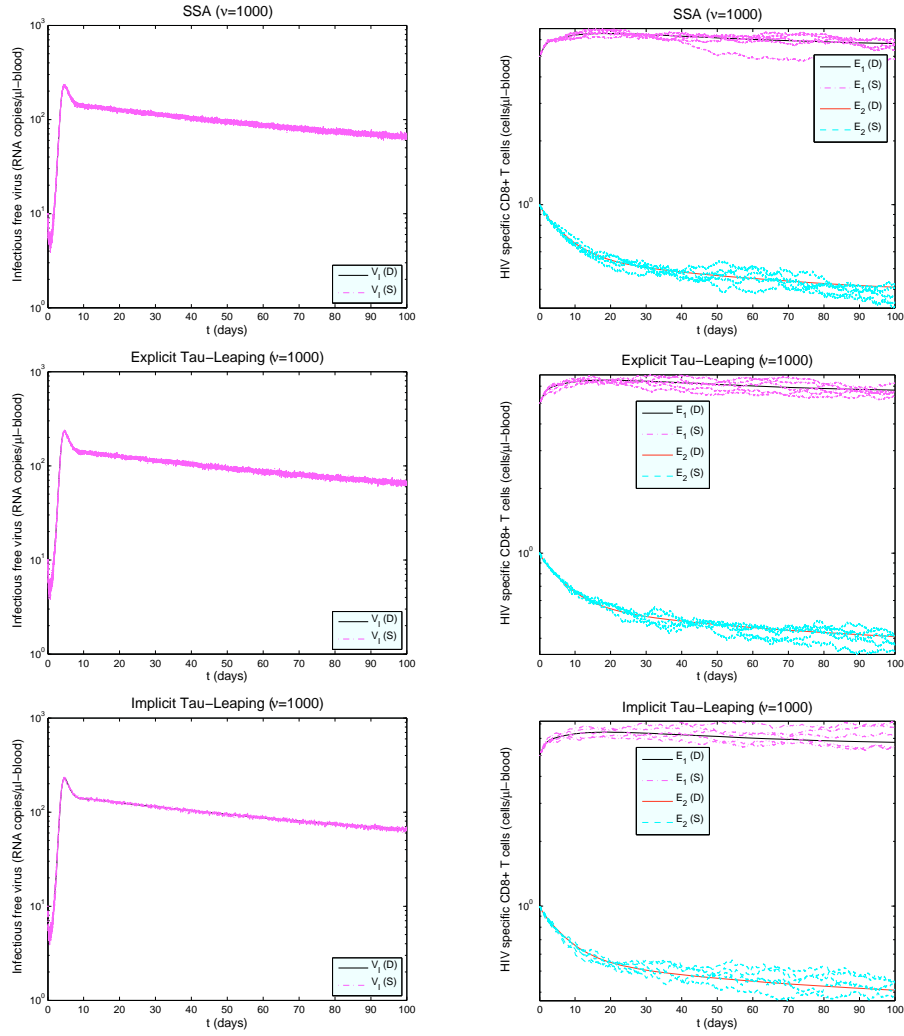 SSA (ν=1000)
Infectious free virus (RNA copies/μl−blood)
10^3
10^2
10^1
10^0
0 10 20 30 40 50 60 70 80 90 100
t (days)
V_I (D)
V_I (S)
SSA (ν=1000)
HIV specific CD8+ T cells (cells/μl−blood)
10^0
0 10 20 30 40 50 60 70 80 90 100
t (days)
E_1 (D)
E_1 (S)
E_2 (D)
E_2 (S)
Explicit Tau−Leaping (ν=1000)
Infectious free virus (RNA copies/μl−blood)
10^3
10^2
10^1
10^0
0 10 20 30 40 50 60 70 80 90 100
t (days)
V_I (D)
V_I (S)
Explicit Tau−Leaping (ν=1000)
HIV specific CD8+ T cells (cells/μl−blood)
10^0
0 10 20 30 40 50 60 70 80 90 100
t (days)
E_1 (D)
E_1 (S)
E_2 (D)
E_2 (S)
Implicit Tau−Leaping (ν=1000)
Infectious free virus (RNA copies/μl−blood)
10^3
10^2
10^1
10^0
0 10 20 30 40 50 60 70 80 90 100
t (days)
V_I (D)
V_I (S)
Implicit Tau−Leaping (ν=1000)
HIV specific CD8+ T cells (cells/μl−blood)
10^0
0 10 20 30 40 50 60 70 80 90 100
t (days)
E_1 (D)
E_1 (S)
E_2 (D)
E_2 (S)